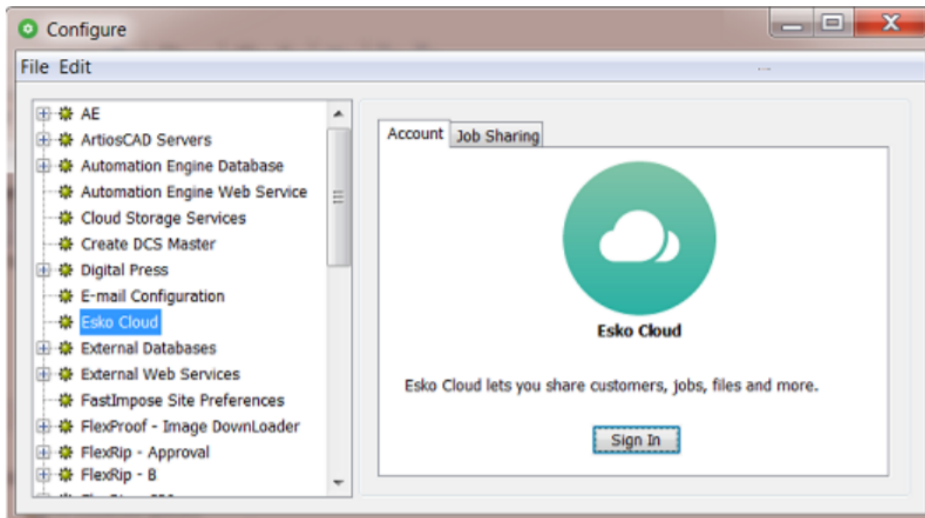 Configure
File Edit
AE
ArtiosCAD Servers
Automation Engine Database
Automation Engine Web Service
Cloud Storage Services
Create DCS Master
Digital Press
E-mail Configuration
Esko Cloud
External Databases
External Web Services
FastImpose Site Preferences
FlexProof - Image DownLoader
FlexRip - Approval
FlexRip - B
Account Job Sharing
Esko Cloud
Esko Cloud lets you share customers, jobs, files and more.
Sign In